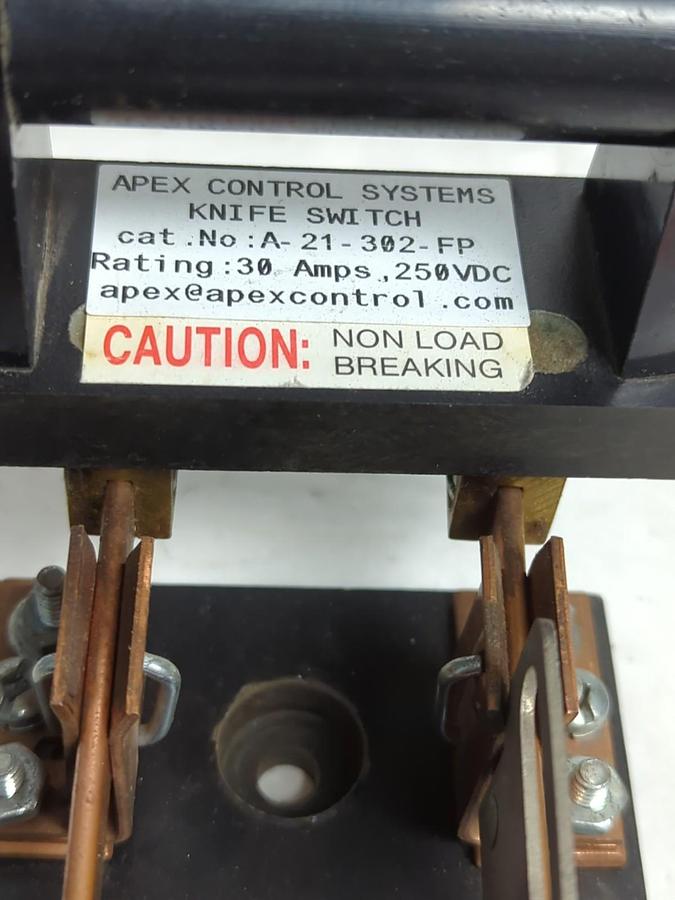 APEX CONTROL SYSTEMS
KNIFE SWITCH
cat.No:A-21-302-FP
Rating:30 Amps,250VDC
apex@apexcontrol.com
CAUTION: NON LOAD
BREAKING